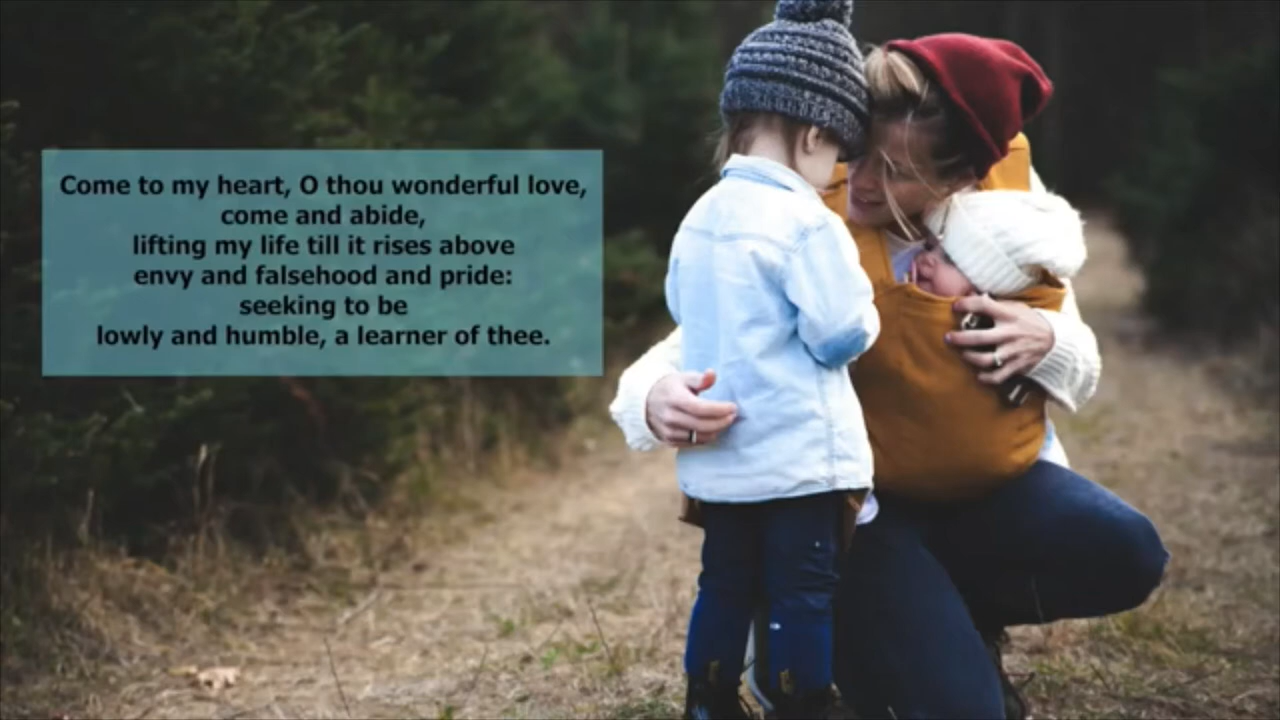 Come to my heart, O thou wonderful love,
come and abide,
lifting my life till it rises above
envy and falsehood and pride:
seeking to be
lowly and humble, a learner of thee.